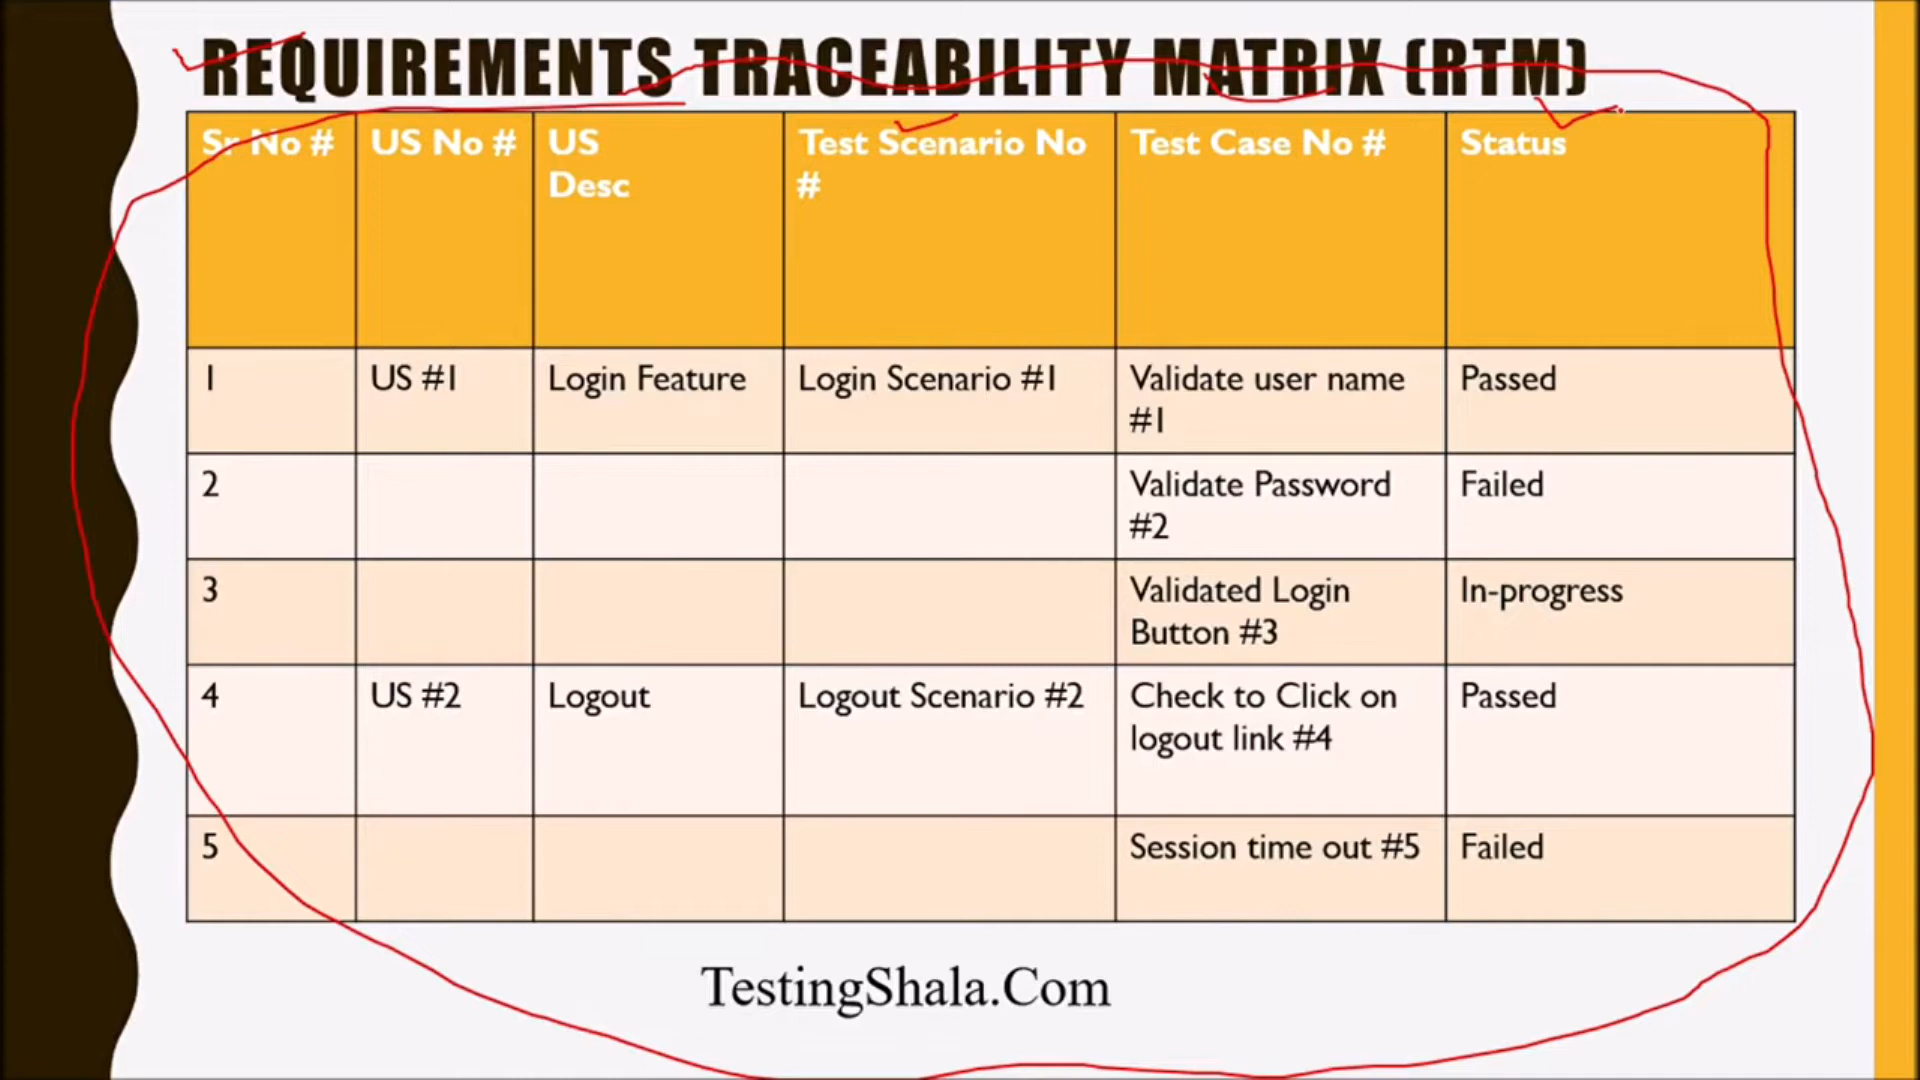 REQUIREMENTS TRACEABILITY MATRIX (RTM)
Sr No # US No # US Desc Test Scenario No # Test Case No # Status
1 US #1 Login Feature Login Scenario #1 Validate user name #1 Passed
2 Validate Password #2 Failed
3 Validated Login Button #3 In-progress
4 US #2 Logout Logout Scenario #2 Check to Click on logout link #4 Passed
5 Session time out #5 Failed
TestingShala.Com